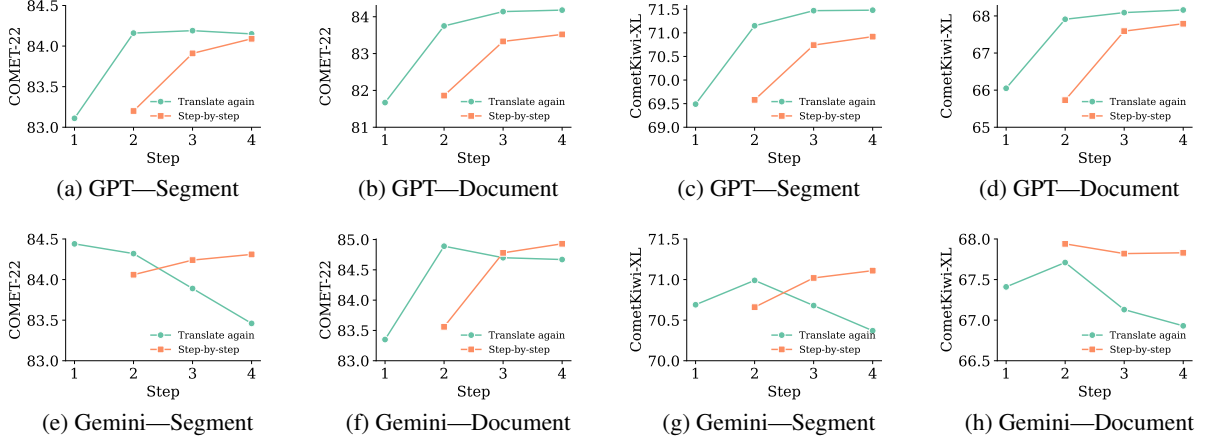 84.5
84.0
83.5
83.0
COMET-22
Translate again
Step-by-step
1 2 3 4
Step
(a) GPT—Segment
84
83
82
81
COMET-22
Translate again
Step-by-step
1 2 3 4
Step
(b) GPT—Document
71.5
71.0
70.5
70.0
69.5
69.0
CometKiwi-XL
Translate again
Step-by-step
1 2 3 4
Step
(c) GPT—Segment
68
67
66
65
CometKiwi-XL
Translate again
Step-by-step
1 2 3 4
Step
(d) GPT—Document
84.5
84.0
83.5
83.0
COMET-22
Translate again
Step-by-step
1 2 3 4
Step
(e) Gemini—Segment
85.0
84.5
84.0
83.5
83.0
COMET-22
Translate again
Step-by-step
1 2 3 4
Step
(f) Gemini—Document
71.5
71.0
70.5
70.0
CometKiwi-XL
Translate again
Step-by-step
1 2 3 4
Step
(g) Gemini—Segment
68.0
67.5
67.0
66.5
CometKiwi-XL
Translate again
Step-by-step
1 2 3 4
Step
(h) Gemini—Document